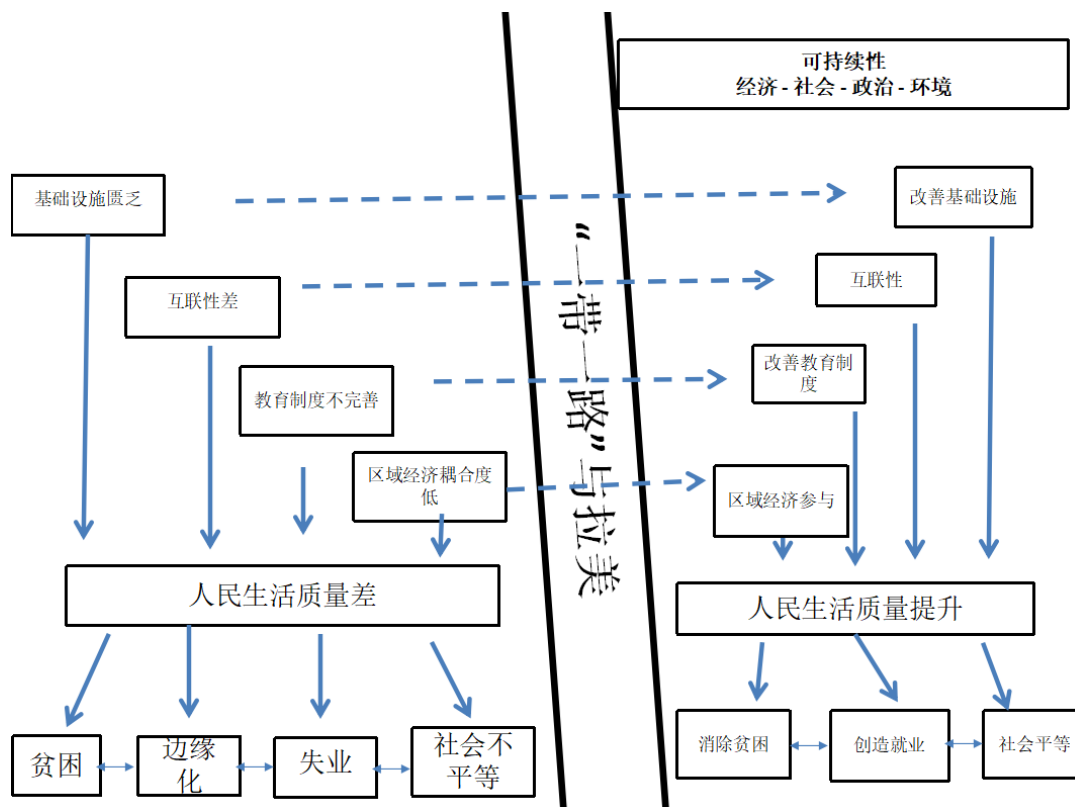 可持续性
经济 - 社会 - 政治 - 环境
基础设施匮乏
改善基础设施
互联性差
互联性
教育制度不完善
改善教育制
度
区域经济耦合度
低
区域经济参与
“一带一路”与拉美
人民生活质量差
人民生活质量提升
贫困
边缘
化
失业
社会不
平等
消除贫困
创造就业
社会平等